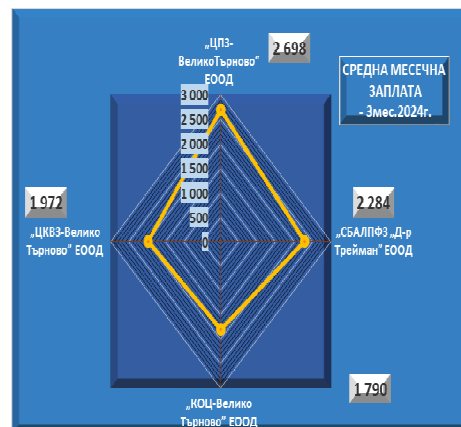 „ЦПЗ-
ВеликоТърново”
ЕООД
2 698
СРЕДНА МЕСЕЧНА
ЗАПЛАТА
- 3мес.2024г.
3 000
2 500
2 000
1 500
1 000
500
0
1 972
„ЦКВЗ-Велико
Търново” ЕООД
2 284
„СБАЛПФЗ „Д-р
Трейман” ЕООД
1 790
„КОЦ-Велико
Търново” ЕООД